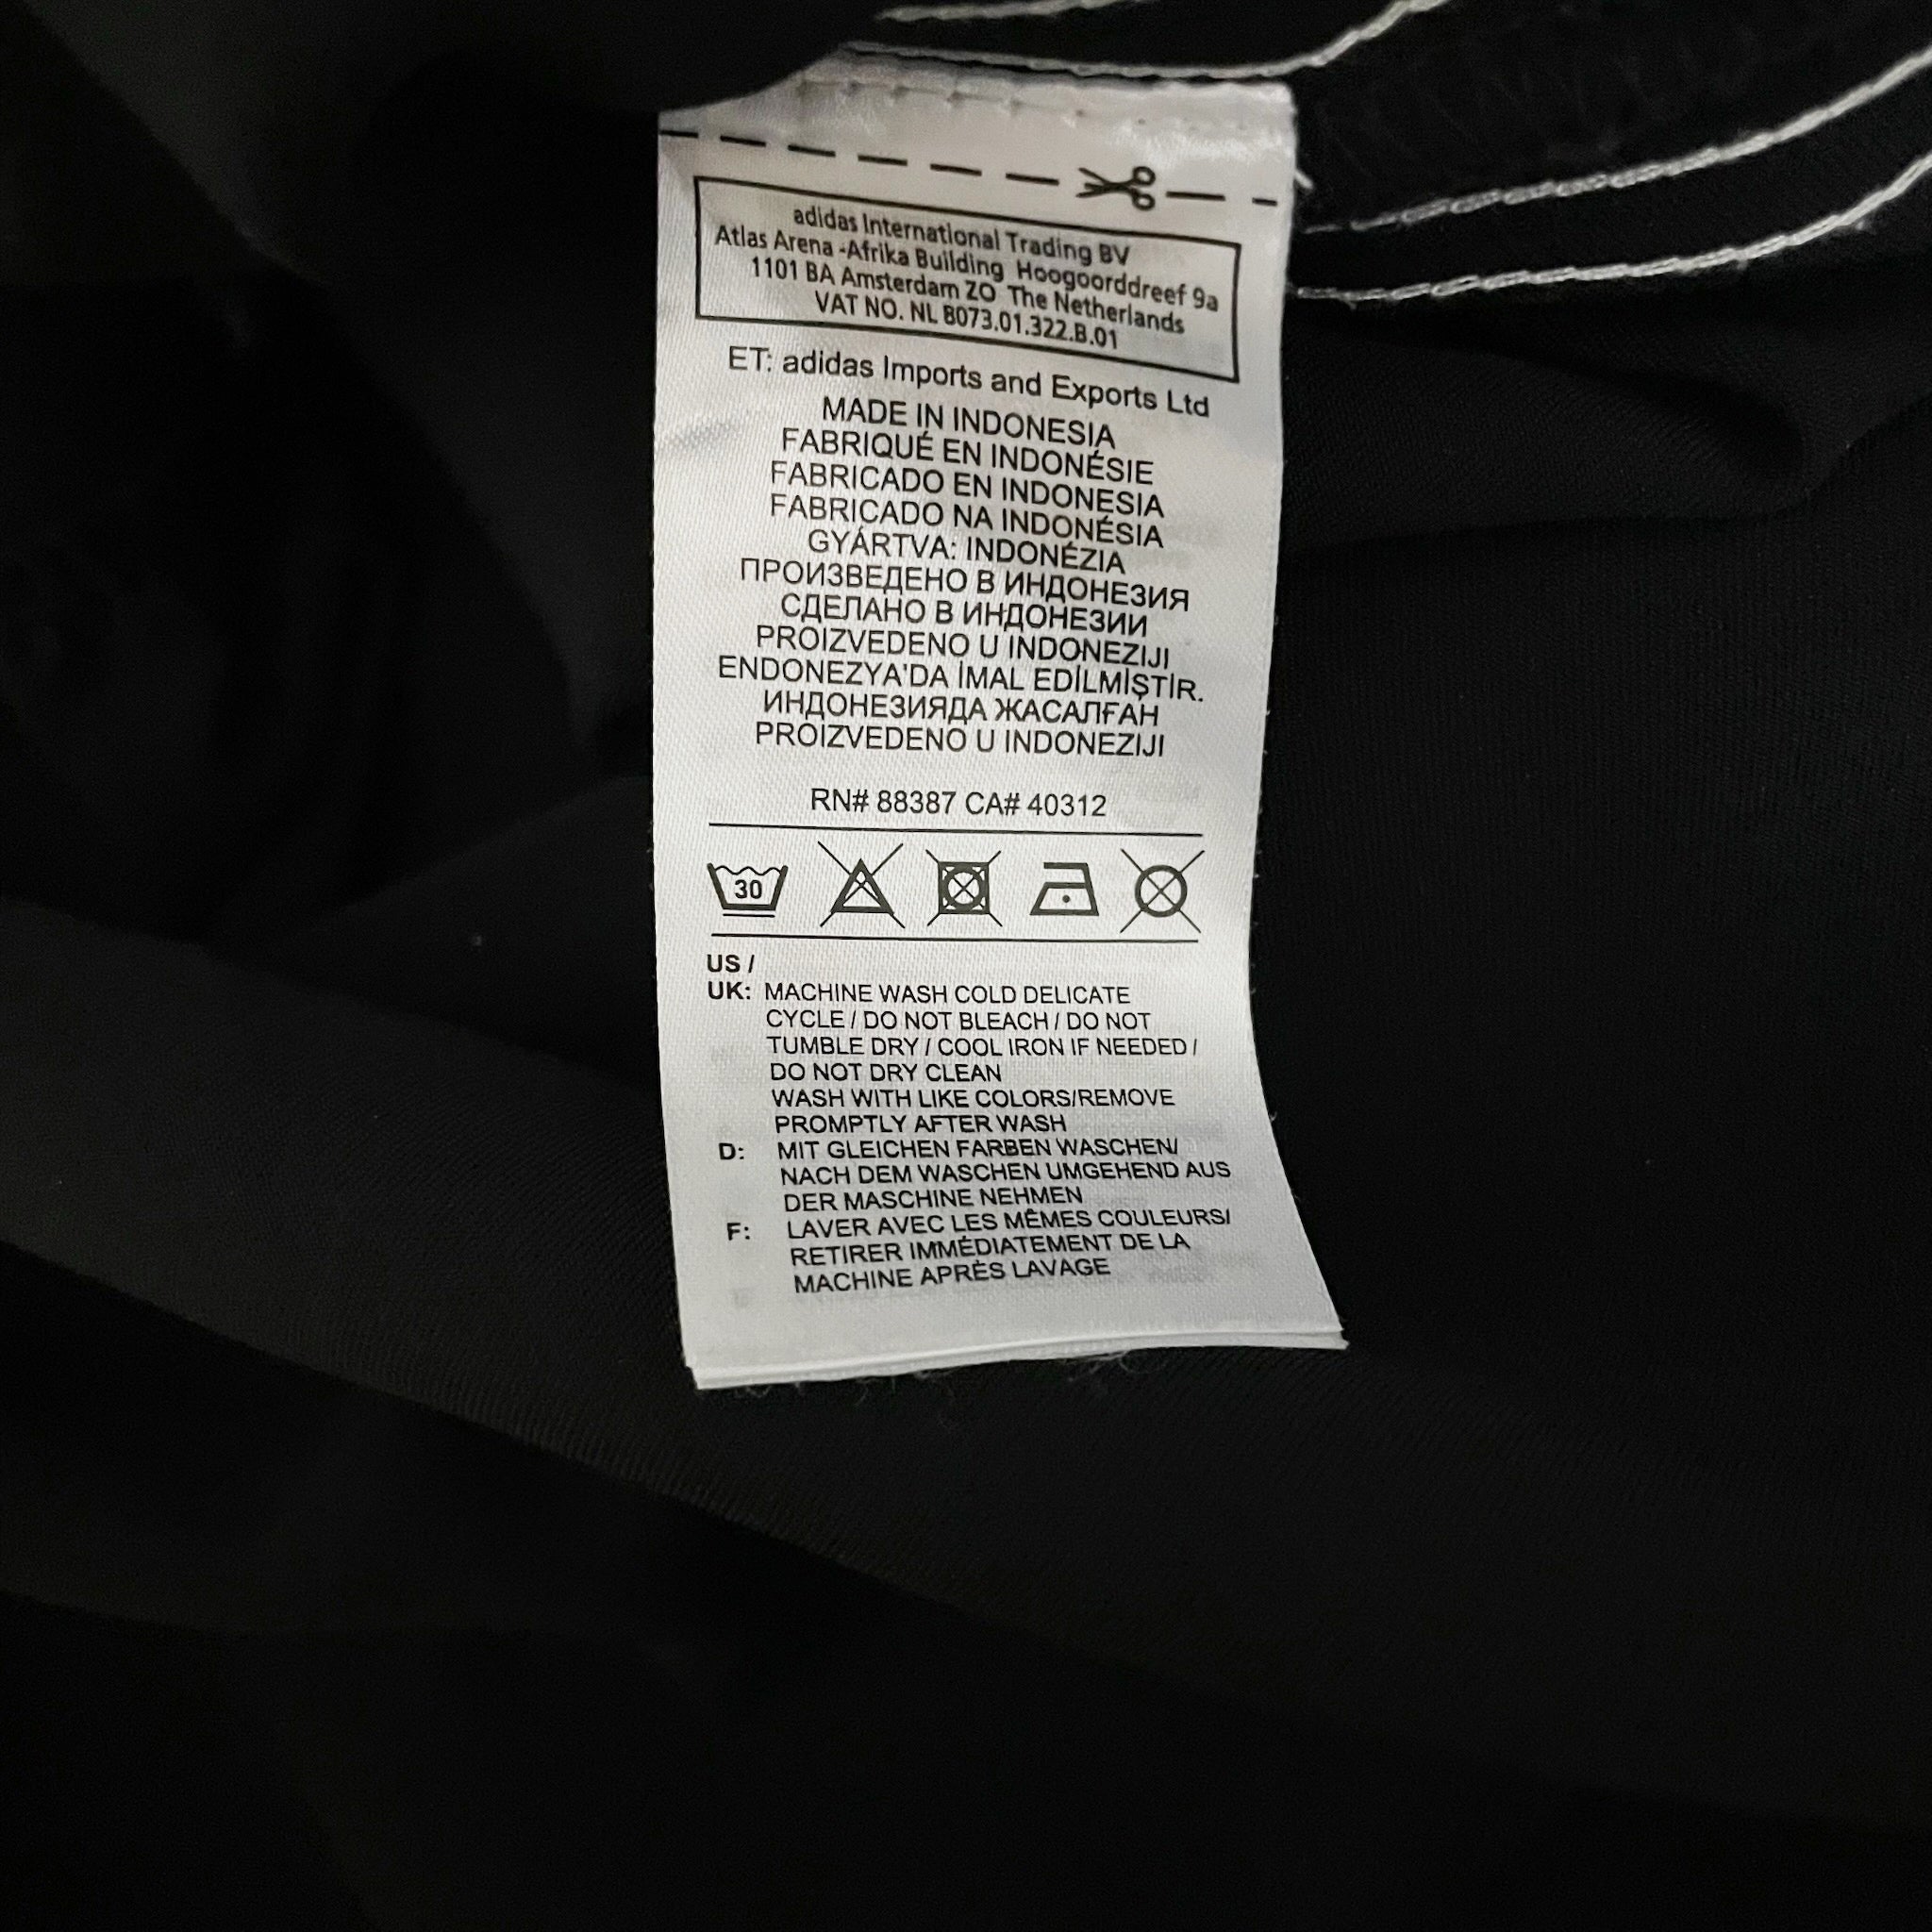 adidas International Trading BV
Atlas Arena -Afrika Building Hoogoorddreef 9a
1101 BA Amsterdam ZO The Netherlands
VAT NO. NL 8073.01.322.B.01
ET: adidas Imports and Exports Ltd
MADE IN INDONESIA
FABRIQUÉ EN INDONÉSIE
FABRICADO EN INDONESIA
FABRICADO NA INDONÉSIA
GYÁRTVA: INDONÉZIA
ПРОИЗВЕДЕНО В ИНДОНЕЗИЯ
СДЕЛАНО В ИНДОНЕЗИИ
PROIZVEDENO U INDONEZIJI
ENDONEZYA'DA İMAL EDİLMİŞTİR.
ИНДОНЕЗИЯДА ЖАСАЛҒАН
PROIZVEDENO U INDONEZIJI
RN# 88387 CA# 40312
30
US /
UK: MACHINE WASH COLD DELICATE
CYCLE / DO NOT BLEACH / DO NOT
TUMBLE DRY / COOL IRON IF NEEDED /
DO NOT DRY CLEAN
WASH WITH LIKE COLORS/REMOVE
PROMPTLY AFTER WASH
D: MIT GLEICHEN FARBEN WASCHEN/
NACH DEM WASCHEN UMGEHEND AUS
DER MASCHINE NEHMEN
F: LAVER AVEC LES MÊMES COULEURS/
RETIRER IMMÉDIATEMENT DE LA
MACHINE APRÈS LAVAGE